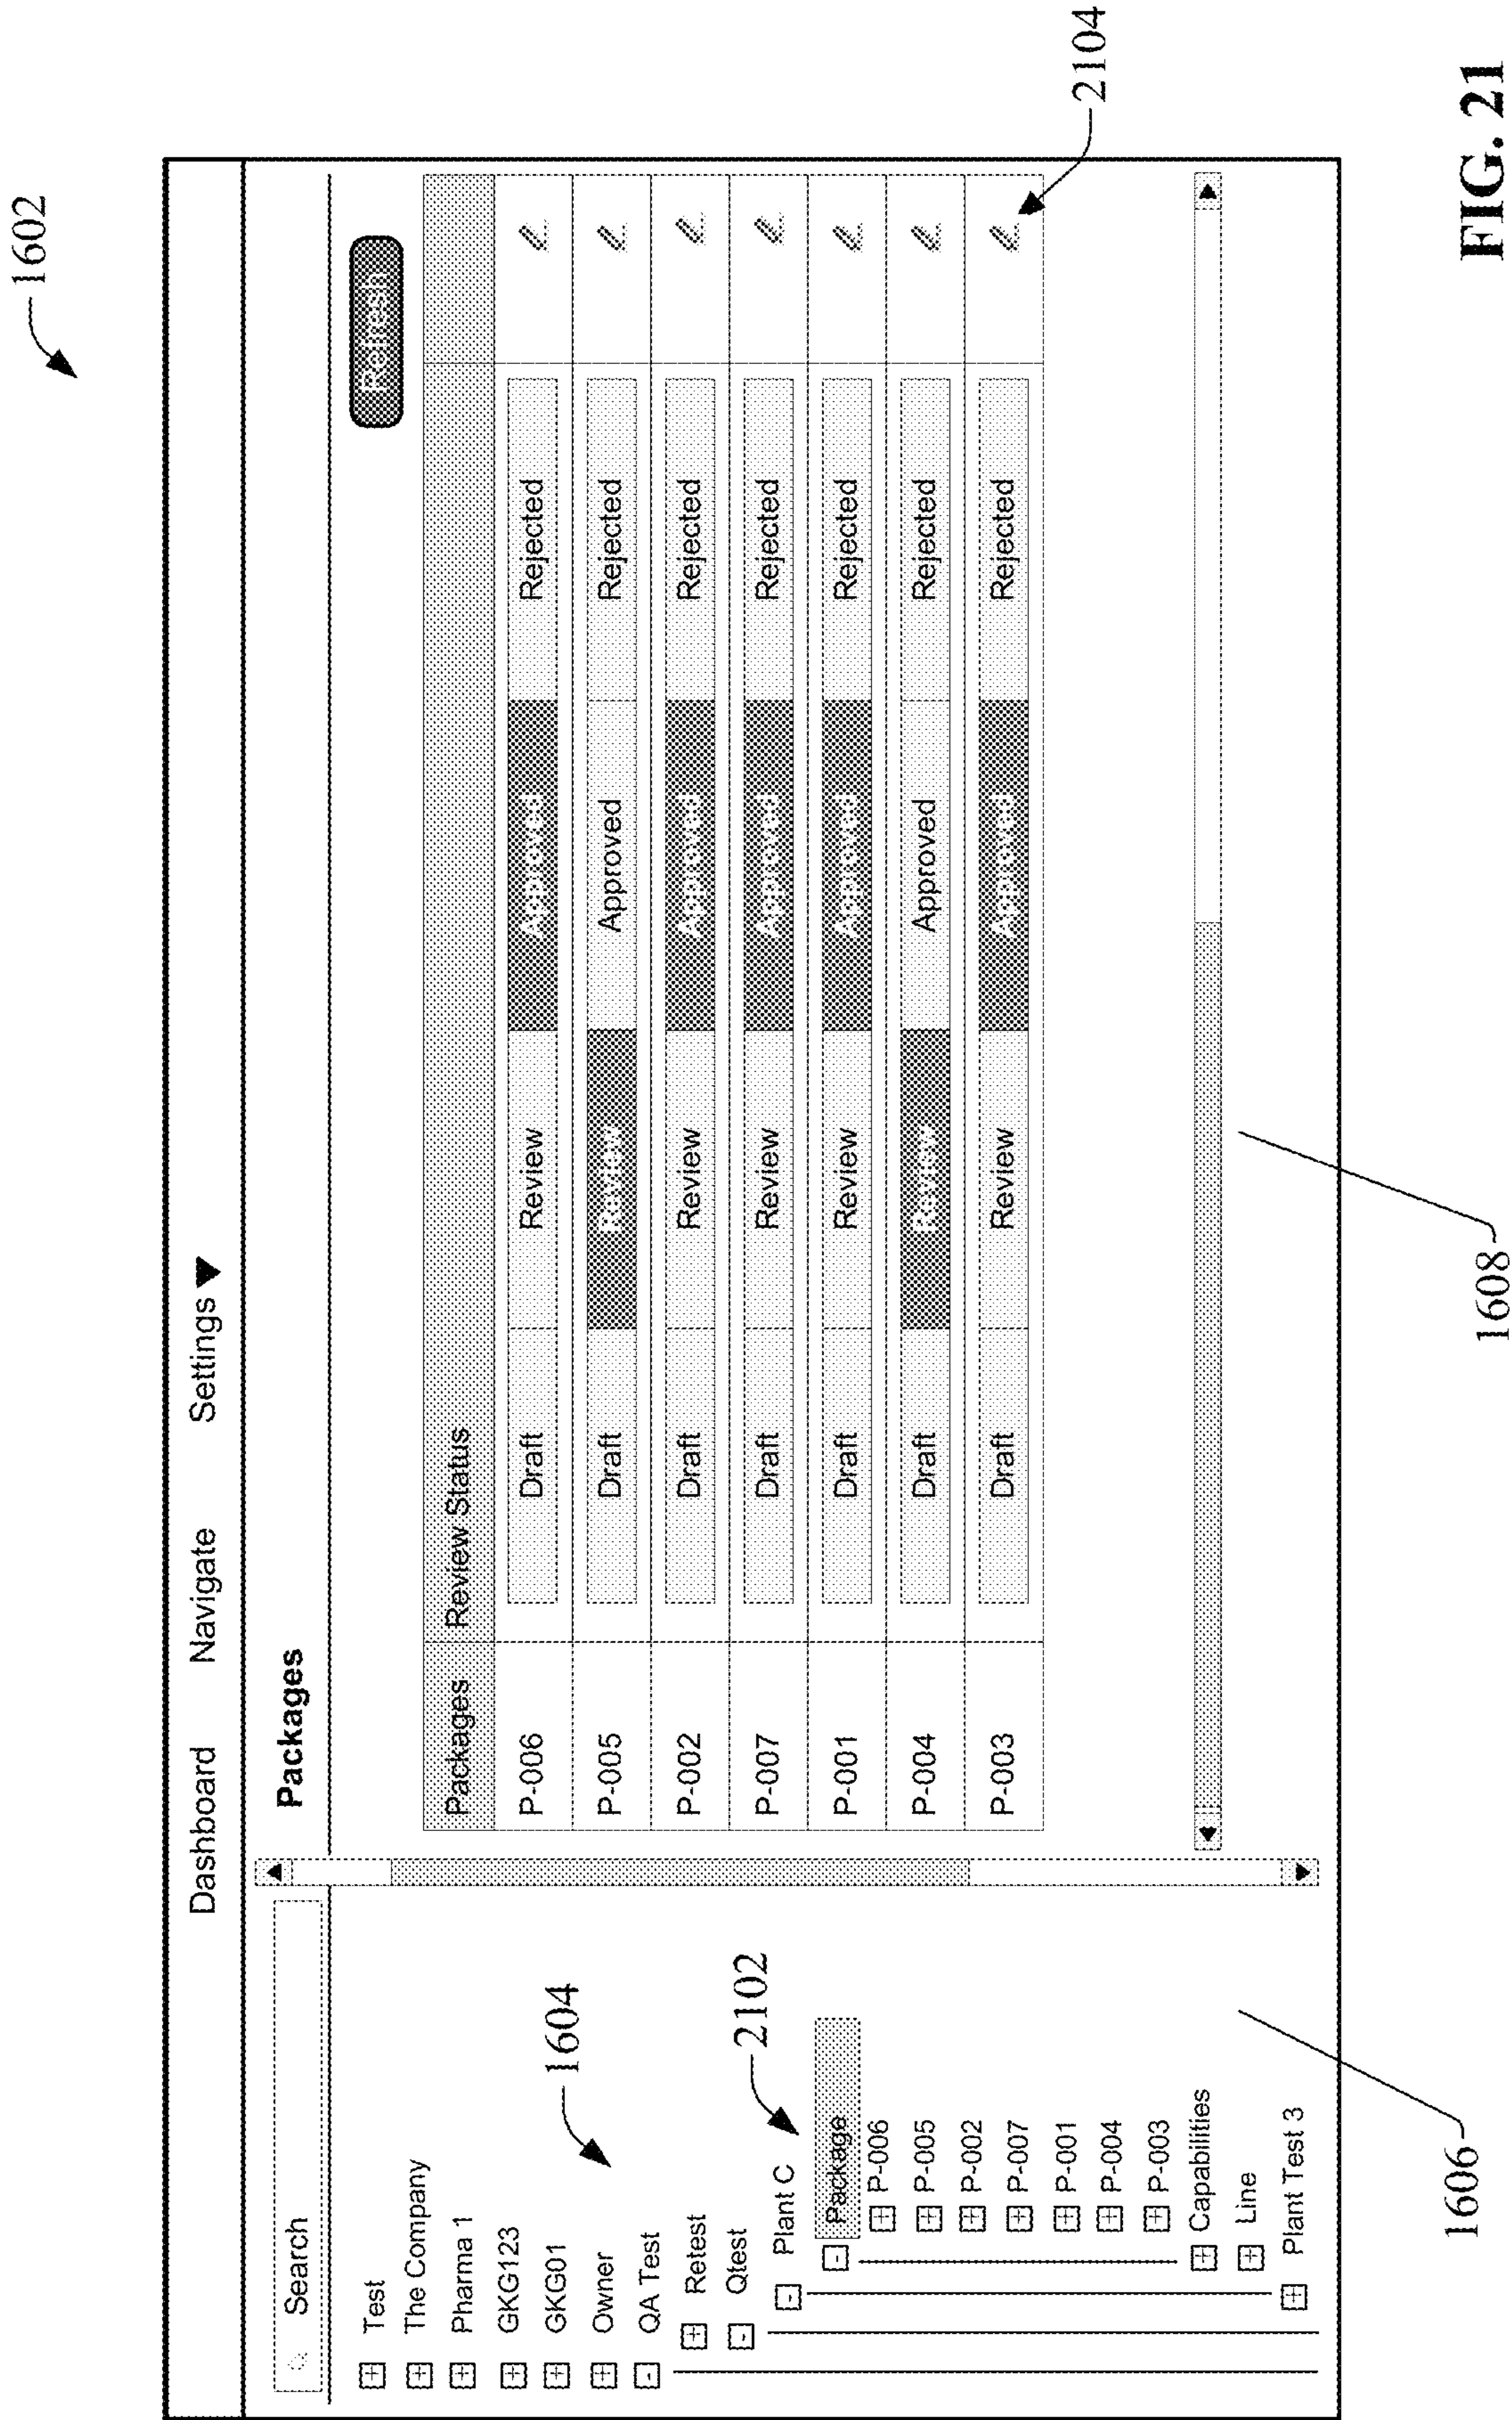 1602
Dashboard Navigate Settings ▼
Search
Packages
Refresh
Test
The Company
Pharma 1
GKG123
GKG01
Owner
QA Test
Retest
Qtest
Plant C
Package
P-006
P-005
P-002
P-007
P-001
P-004
P-003
Capabilities
Line
Plant Test 3
1604
2102
Packages Review Status
P-006 Draft Review Approved Rejected
P-005 Draft Review Approved Rejected
P-002 Draft Review Approved Rejected
P-007 Draft Review Approved Rejected
P-001 Draft Review Approved Rejected
P-004 Draft Review Approved Rejected
P-003 Draft Review Approved Rejected
2104
1606
1608
FIG. 21